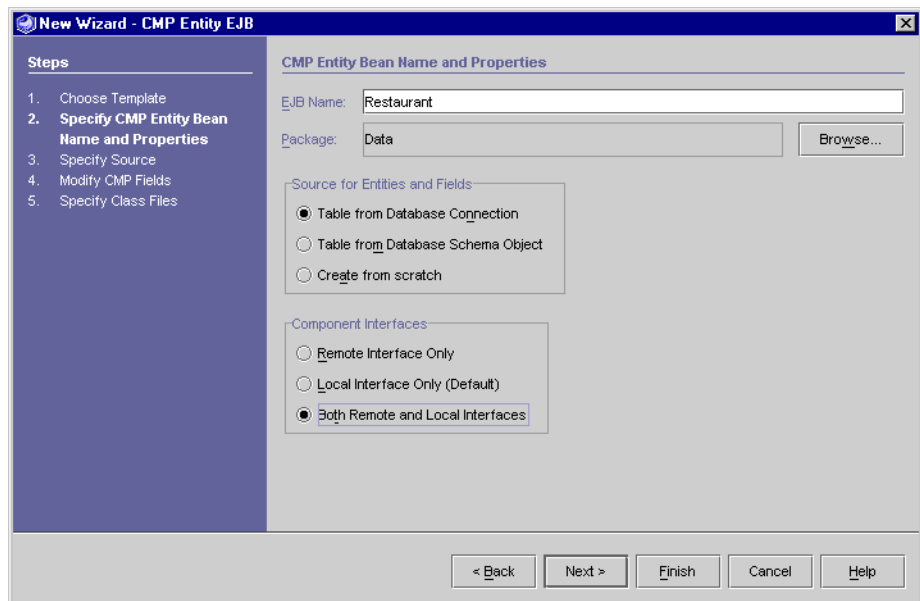 New Wizard - CMP Entity EJB
Steps
1. Choose Template
2. Specify CMP Entity Bean
Name and Properties
3. Specify Source
4. Modify CMP Fields
5. Specify Class Files
CMP Entity Bean Name and Properties
EJB Name: Restaurant
Package: Data Browse...
Source for Entities and Fields
Table from Database Connection
Table from Database Schema Object
Create from scratch
Component Interfaces
Remote Interface Only
Local Interface Only (Default)
Both Remote and Local Interfaces
< Back Next > Finish Cancel Help